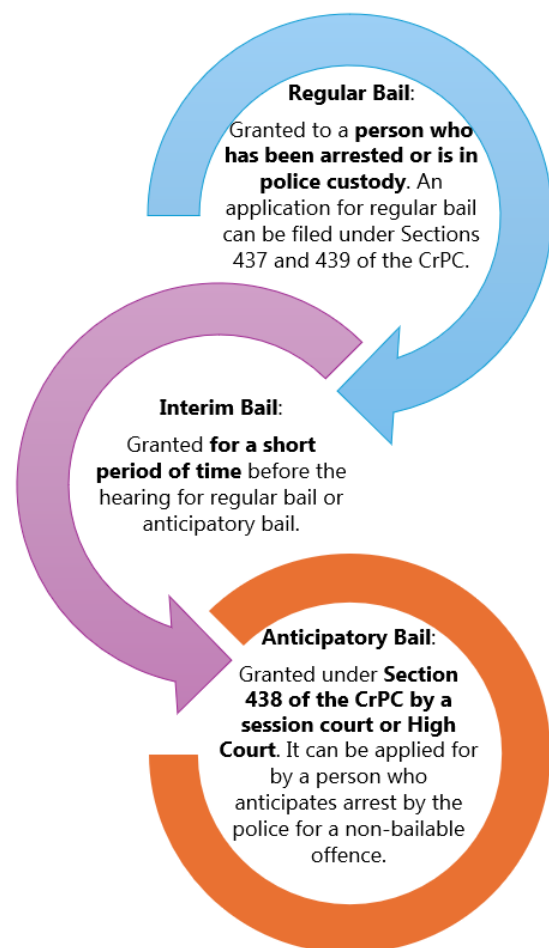 Regular Bail:
Granted to a person who
has been arrested or is in
police custody. An
application for regular bail
can be filed under Sections
437 and 439 of the CrPC.
Interim Bail:
Granted for a short
period of time before the
hearing for regular bail or
anticipatory bail.
Anticipatory Bail:
Granted under Section
438 of the CrPC by a
session court or High
Court. It can be applied for
by a person who
anticipates arrest by the
police for a non-bailable
offence.